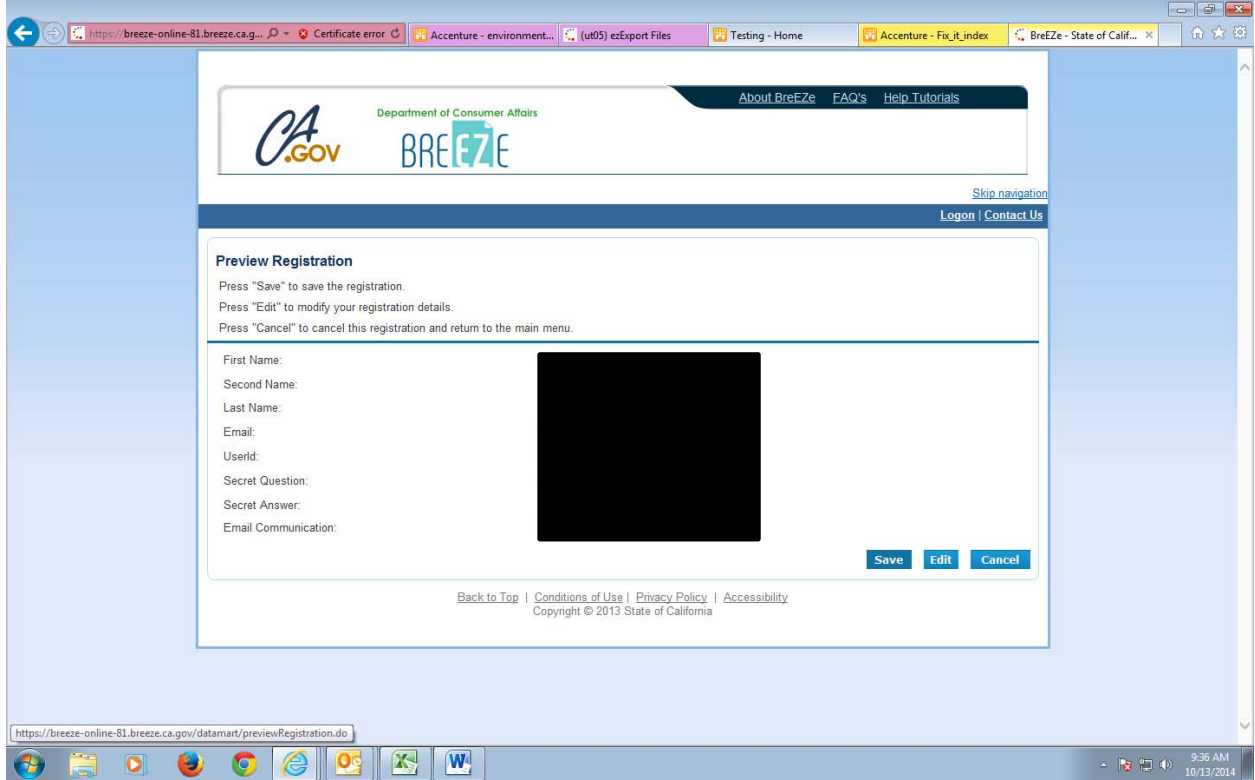 https://breeze-online-81.breeze.ca.g... Certificate error Accenture - environment... (ut05) ezExport Files Testing - Home Accenture - Fix_it_index BreEZe - State of Calif...
About BreEZe FAQ's Help Tutorials
CA.GOV
Department of Consumer Affairs
BREEZE
Skip navigation
Logon | Contact Us
Preview Registration
Press "Save" to save the registration.
Press "Edit" to modify your registration details.
Press "Cancel" to cancel this registration and return to the main menu.
First Name:
Second Name:
Last Name:
Email:
UserId:
Secret Question:
Secret Answer:
Email Communication:
Save Edit Cancel
Back to Top | Conditions of Use | Privacy Policy | Accessibility
Copyright © 2013 State of California
https://breeze-online-81.breeze.ca.gov/datamart/previewRegistration.do
9:36 AM
10/13/2014